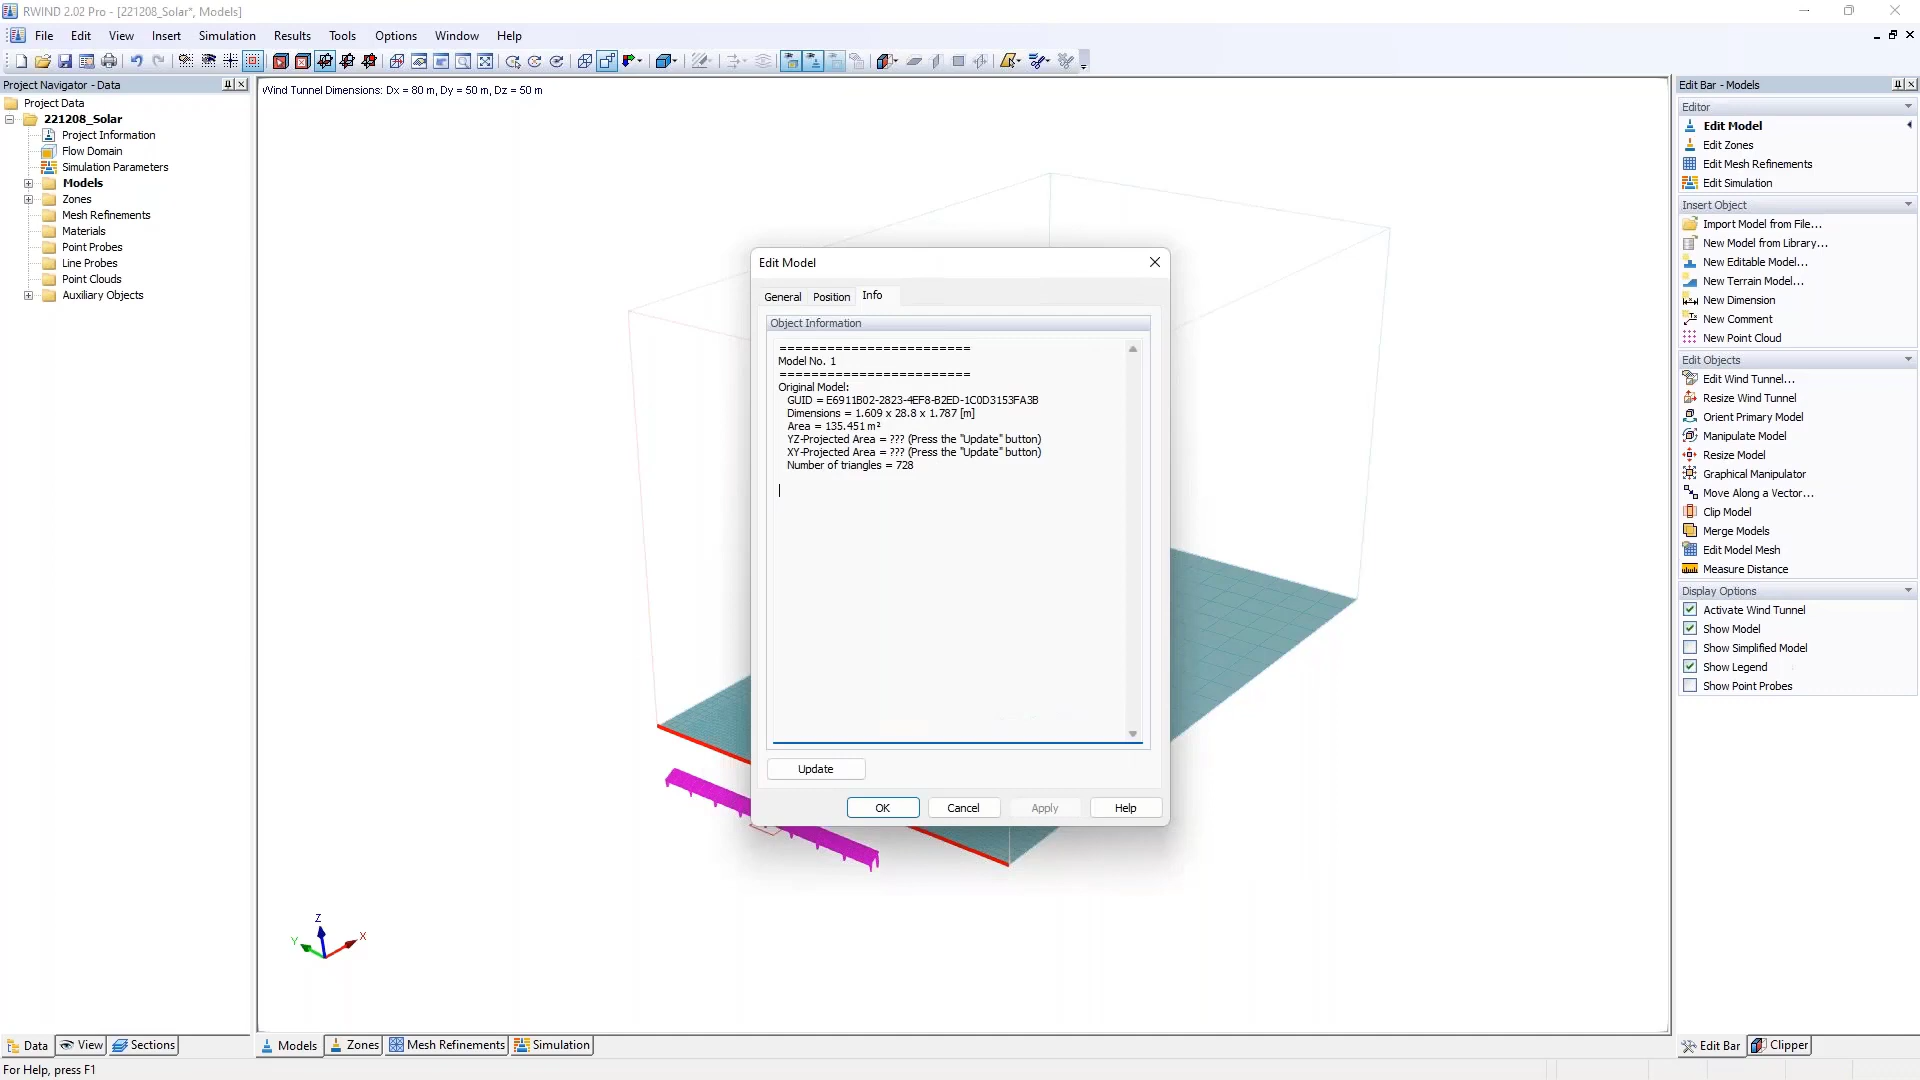 RWIND 2.02 Pro - [221208_Solar*, Models]
File Edit View Insert Simulation Results Tools Options Window Help
Project Navigator - Data
Project Data
221208_Solar
Project Information
Flow Domain
Simulation Parameters
Models
Zones
Mesh Refinements
Materials
Point Probes
Line Probes
Point Clouds
Auxiliary Objects
Wind Tunnel Dimensions: Dx = 80 m, Dy = 50 m, Dz = 50 m
Edit Model
General Position Info
Object Information
========================
Model No. 1
========================
Original Model:
GUID = E6911B02-2823-4EF8-B2ED-1C0D3153FA3B
Dimensions = 1.609 x 28.8 x 1.787 [m]
Area = 135.451 m²
YZ-Projected Area = ??? (Press the "Update" button)
XY-Projected Area = ??? (Press the "Update" button)
Number of triangles = 728
Update
OK Cancel Apply Help
Z
Y
X
Edit Bar - Models
Editor
Edit Model
Edit Zones
Edit Mesh Refinements
Edit Simulation
Insert Object
Import Model from File...
New Model from Library...
New Editable Model...
New Terrain Model...
New Dimension
New Comment
New Point Cloud
Edit Objects
Edit Wind Tunnel...
Resize Wind Tunnel
Orient Primary Model
Manipulate Model
Resize Model
Graphical Manipulator
Move Along a Vector...
Clip Model
Merge Models
Edit Model Mesh
Measure Distance
Display Options
Activate Wind Tunnel
Show Model
Show Simplified Model
Show Legend
Show Point Probes
Data View Sections
Models Zones Mesh Refinements Simulation
Edit Bar Clipper
For Help, press F1